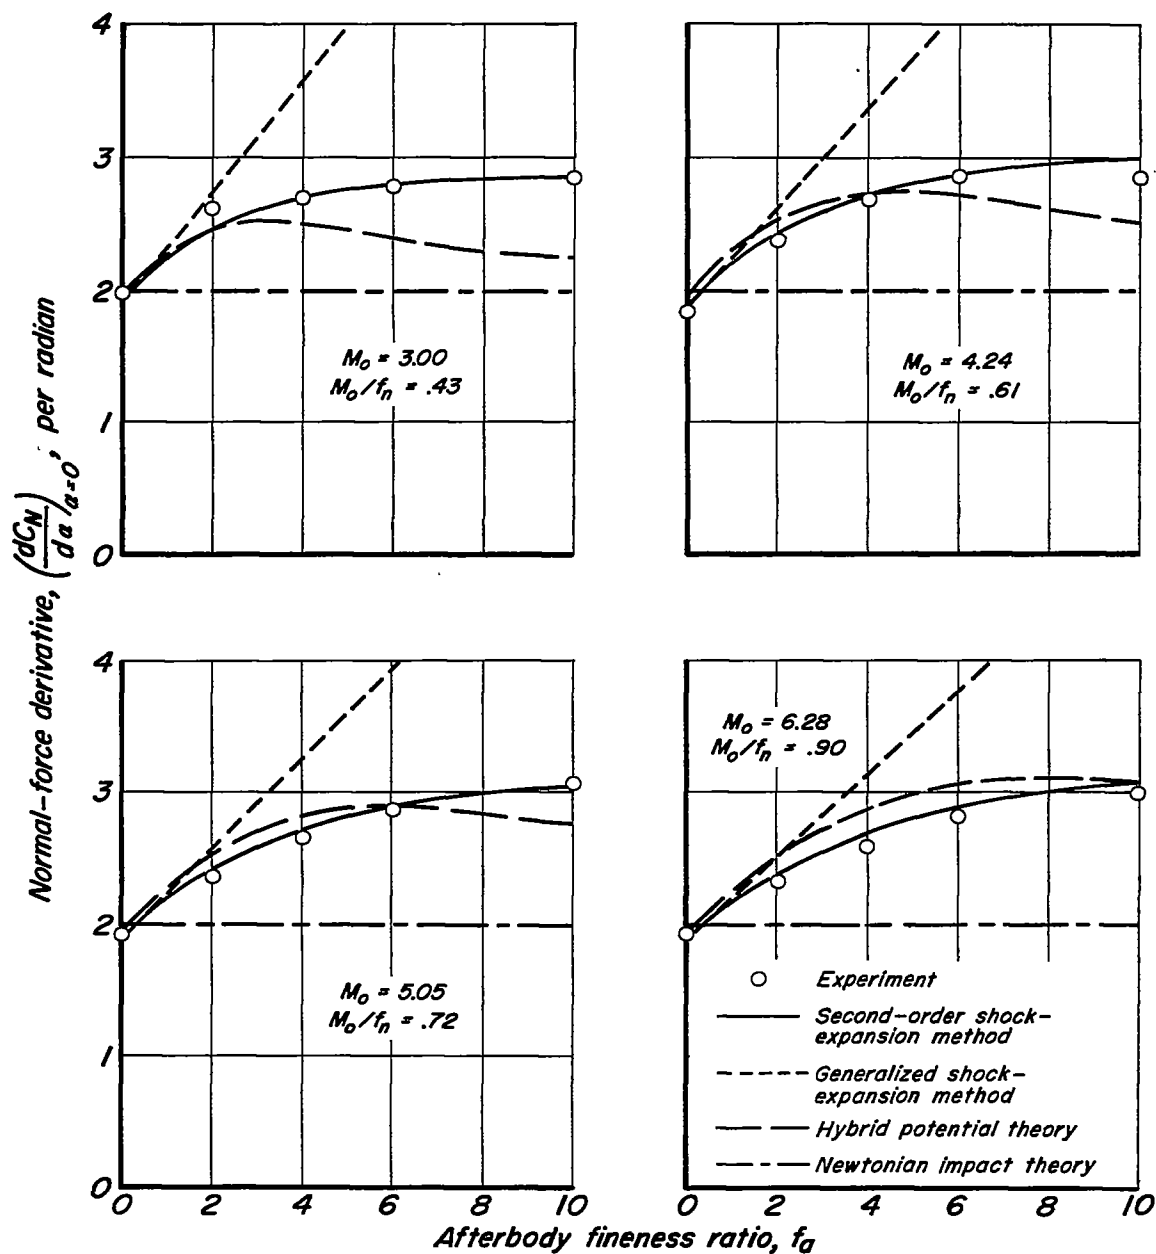 4
3
2
1
0
M₀ = 3.00
M₀/fₙ = .43
M₀ = 4.24
M₀/fₙ = .61
Normal-force derivative, (dC_N/dα)α=0, per radian
4
3
2
1
0
0 2 4 6 8 10
M₀ = 5.05
M₀/fₙ = .72
M₀ = 6.28
M₀/fₙ = .90
Experiment
Second-order shock-
expansion method
Generalized shock-
expansion method
Hybrid potential theory
Newtonian impact theory
0 2 4 6 8 10
Afterbody fineness ratio, fₐ